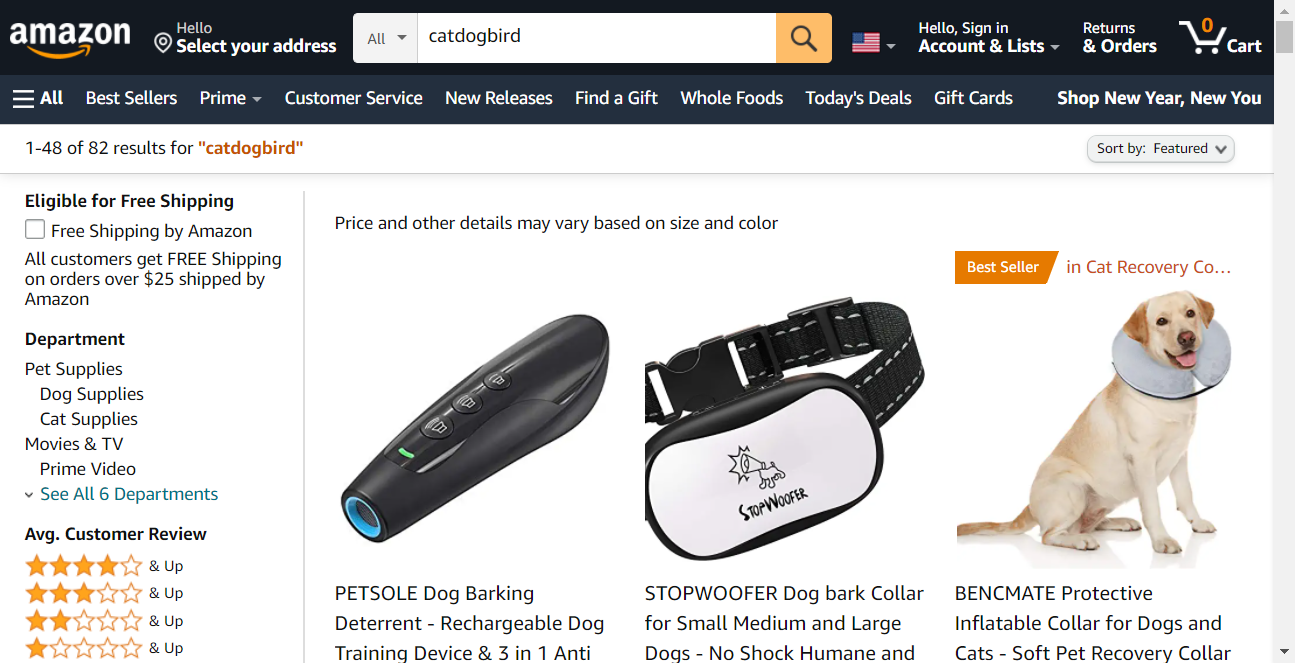 amazon
Hello
Select your address
All
catdogbird
Hello, Sign in
Account & Lists
Returns
& Orders
0
Cart
All
Best Sellers
Prime
Customer Service
New Releases
Find a Gift
Whole Foods
Today's Deals
Gift Cards
Shop New Year, New You
1-48 of 82 results for "catdogbird"
Sort by: Featured
Eligible for Free Shipping
Free Shipping by Amazon
All customers get FREE Shipping
on orders over $25 shipped by
Amazon
Department
Pet Supplies
Dog Supplies
Cat Supplies
Movies & TV
Prime Video
See All 6 Departments
Avg. Customer Review
& Up
& Up
& Up
& Up
Price and other details may vary based on size and color
PETSOLE Dog Barking
Deterrent - Rechargeable Dog
Training Device & 3 in 1 Anti
STOPWOOFER
STOPWOOFER Dog bark Collar
for Small Medium and Large
Dogs - No Shock Humane and
Best Seller
in Cat Recovery Co…
BENCMATE Protective
Inflatable Collar for Dogs and
Cats - Soft Pet Recovery Collar